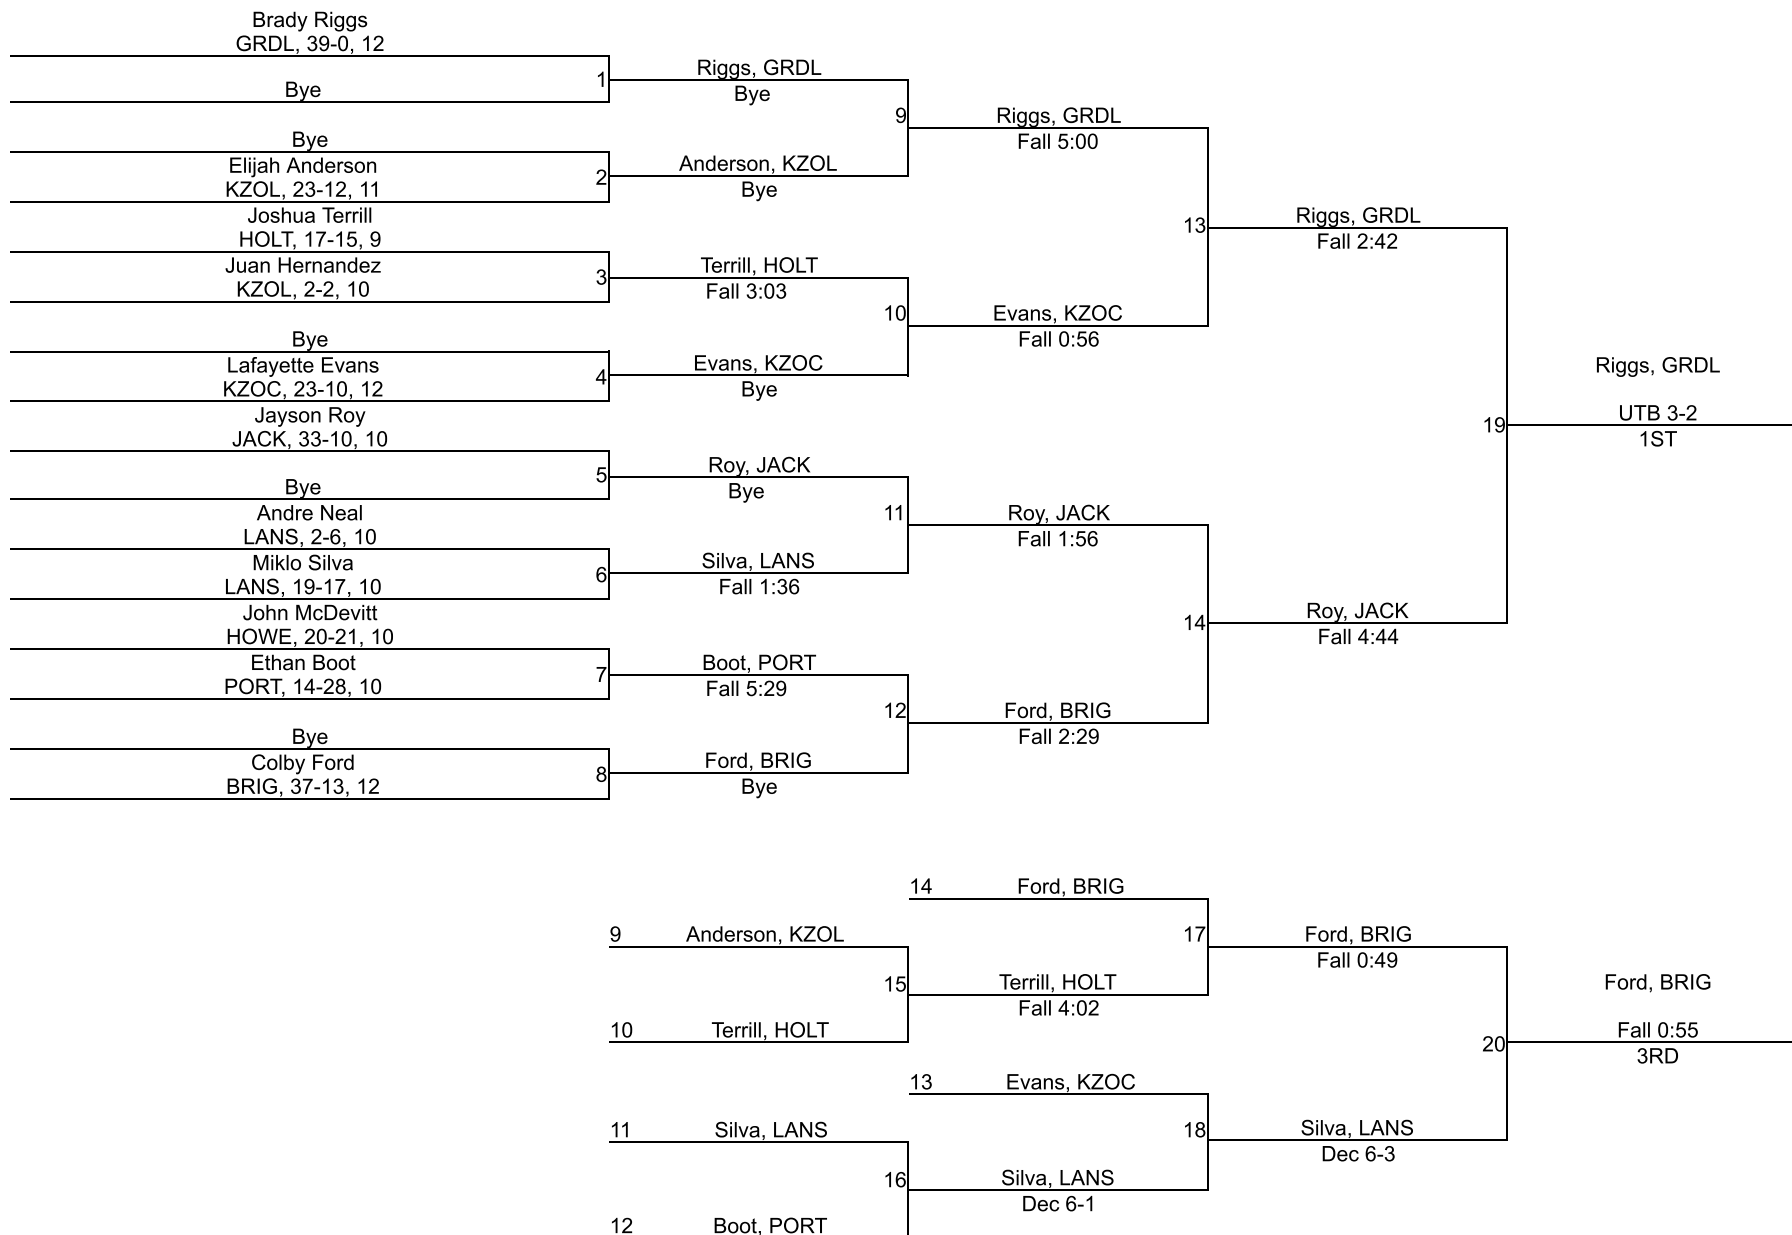 Brady Riggs
GRDL, 39-0, 12
Bye
1
Bye
Elijah Anderson
KZOL, 23-12, 11
2
Joshua Terrill
HOLT, 17-15, 9
Juan Hernandez
KZOL, 2-2, 10
3
Bye
Lafayette Evans
KZOC, 23-10, 12
4
Jayson Roy
JACK, 33-10, 10
Bye
5
Andre Neal
LANS, 2-6, 10
Miklo Silva
LANS, 19-17, 10
6
John McDevitt
HOWE, 20-21, 10
Ethan Boot
PORT, 14-28, 10
7
Bye
Colby Ford
BRIG, 37-13, 12
8
Riggs, GRDL
Bye
9
Anderson, KZOL
Bye
Terrill, HOLT
Fall 3:03
10
Evans, KZOC
Bye
Roy, JACK
Bye
11
Silva, LANS
Fall 1:36
Boot, PORT
Fall 5:29
12
Ford, BRIG
Bye
Riggs, GRDL
Fall 5:00
13
Evans, KZOC
Fall 0:56
Roy, JACK
Fall 1:56
14
Ford, BRIG
Fall 2:29
Riggs, GRDL
Fall 2:42
19
Roy, JACK
Fall 4:44
Riggs, GRDL
UTB 3-2
1ST
14 Ford, BRIG
9 Anderson, KZOL
17
15
Terrill, HOLT
Fall 4:02
10 Terrill, HOLT
13 Evans, KZOC
11 Silva, LANS
18
16
Silva, LANS
Dec 6-1
12 Boot, PORT
Ford, BRIG
Fall 0:49
20
Silva, LANS
Dec 6-3
Ford, BRIG
Fall 0:55
3RD